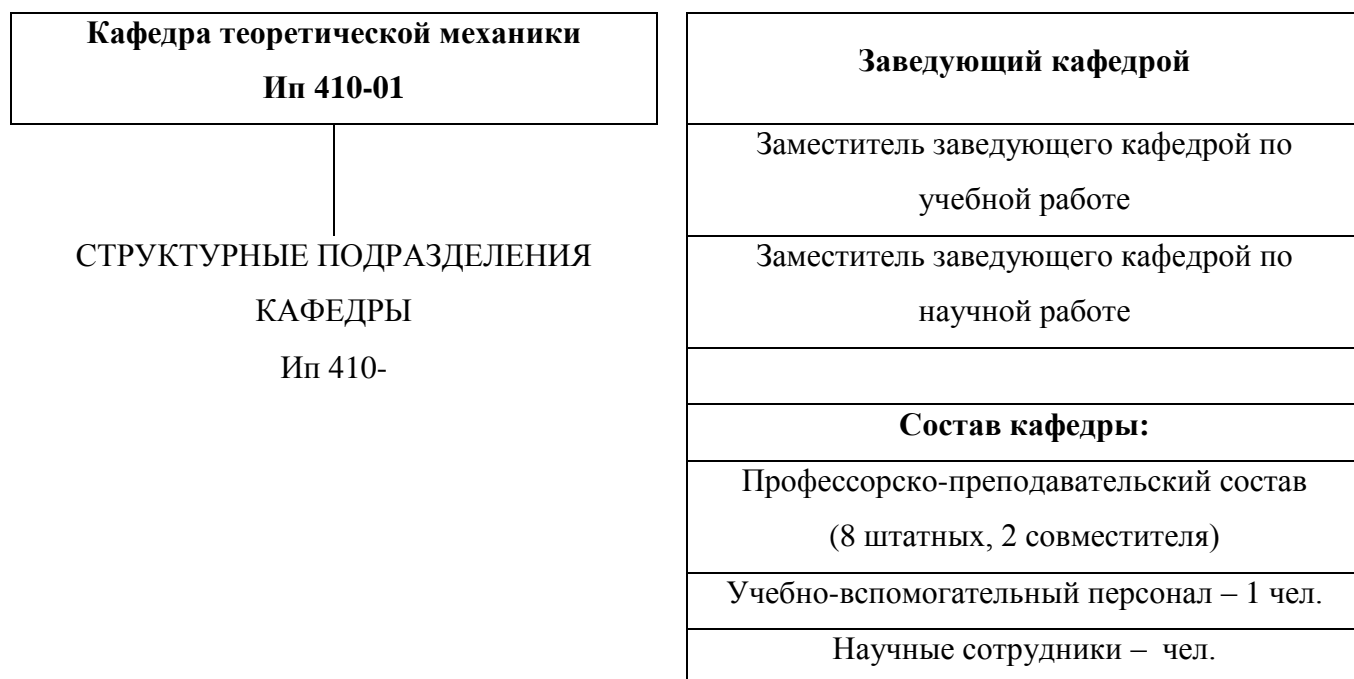 Кафедра теоретической механики
Ип 410-01
СТРУКТУРНЫЕ ПОДРАЗДЕЛЕНИЯ
КАФЕДРЫ
Ип 410-
Заведующий кафедрой
Заместитель заведующего кафедрой по
учебной работе
Заместитель заведующего кафедрой по
научной работе
Состав кафедры:
Профессорско-преподавательский состав
(8 штатных, 2 совместителя)
Учебно-вспомогательный персонал – 1 чел.
Научные сотрудники – чел.